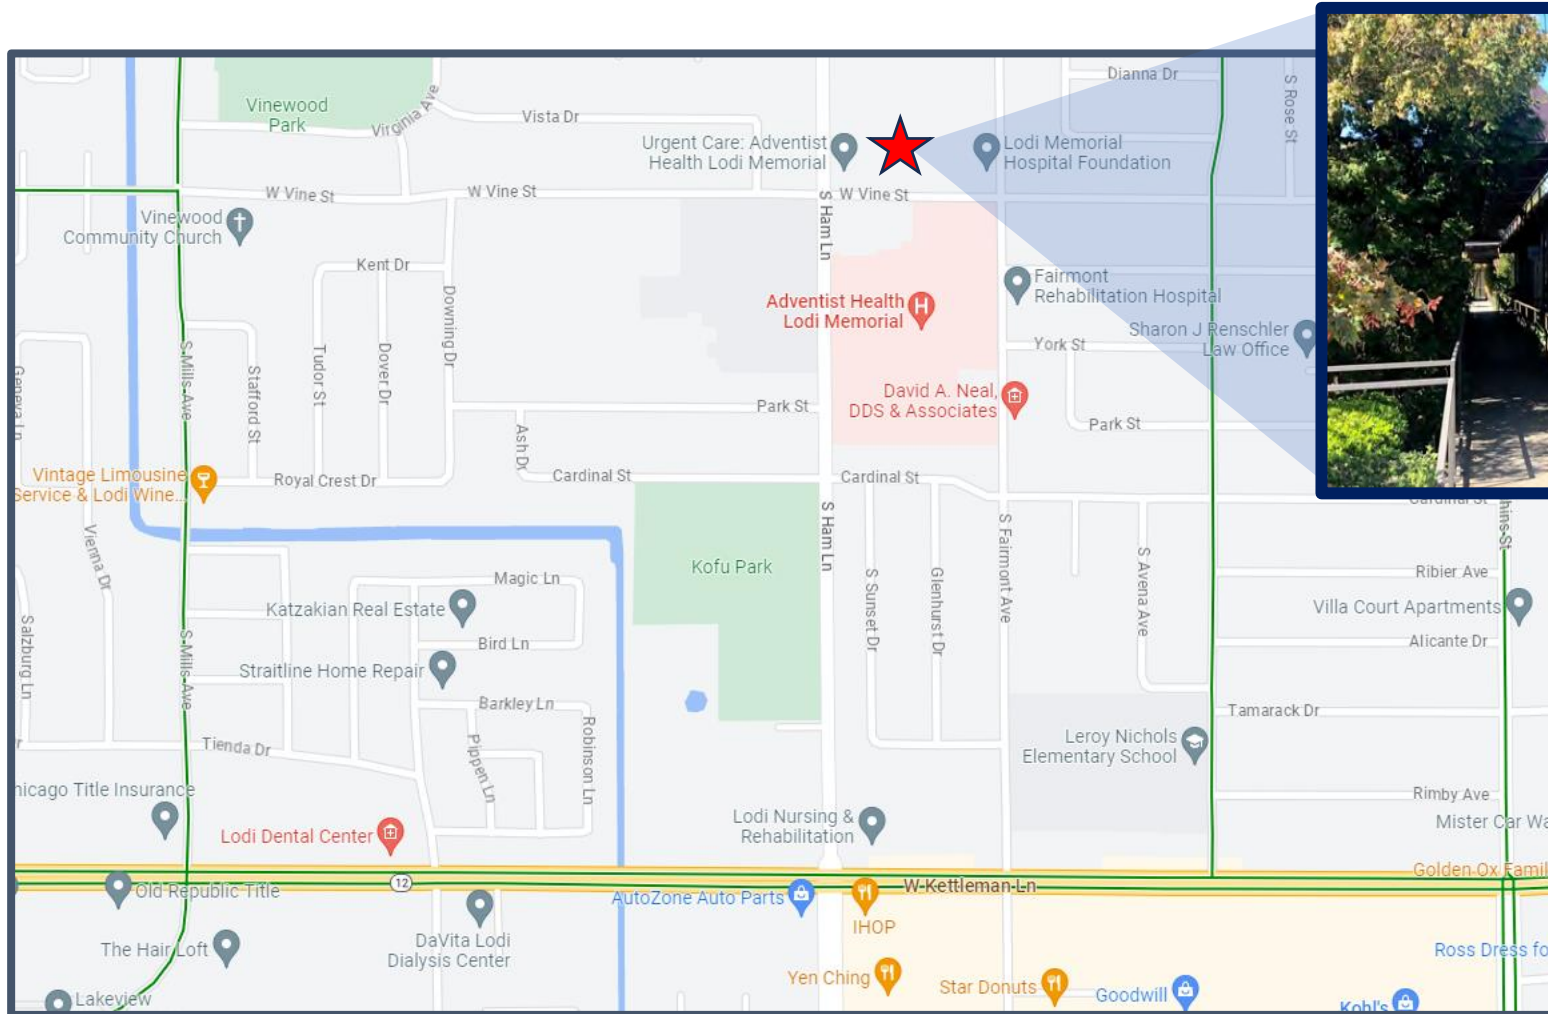 Dianna Dr
S Rose St
Vinewood
Park
Virginia Ave
Vista Dr
Urgent Care: Adventist
Health Lodi Memorial
Lodi Memorial
Hospital Foundation
W Vine St
W Vine St
W Vine St
Vinewood
Community Church
S Ham Ln
Kent Dr
Fairmont
Rehabilitation Hospital
Adventist Health
Lodi Memorial
H
Downing Dr
Sharon J Renschler
Law Office
York St
S Mills Ave
Tudor St
Dover Dr
Stafford St
Geneva Ln
David A. Neal,
DDS & Associates
Park St
Park St
Ash Dr
Vintage Limousine
Service & Lodi Wine...
Royal Crest Dr
Cardinal St
Cardinal St
Cardinal St
S Ham Ln
S Fairmont Ave
Vienna Dr
Kofu Park
Magic Ln
S Sunset Dr
Glenhurst Dr
S Avena Ave
Ribier Ave
Katzakian Real Estate
Villa Court Apartments
Salzburg Ln
S Mills Ave
Bird Ln
Alicante Dr
Straitline Home Repair
Barkley Ln
Tamarack Dr
Robinson Ln
Pippen Ln
Tienda Dr
Leroy Nichols
Elementary School
hicago Title Insurance
Rimby Ave
Lodi Nursing &
Rehabilitation
Mister Car Wa
Lodi Dental Center
Golden Ox Famil
12
Old Republic Title
W Kettleman Ln
AutoZone Auto Parts
IHOP
The Hair Loft
DaVita Lodi
Dialysis Center
Ross Dress fo
Yen Ching
Star Donuts
Goodwill
Lakeview
Kohl's